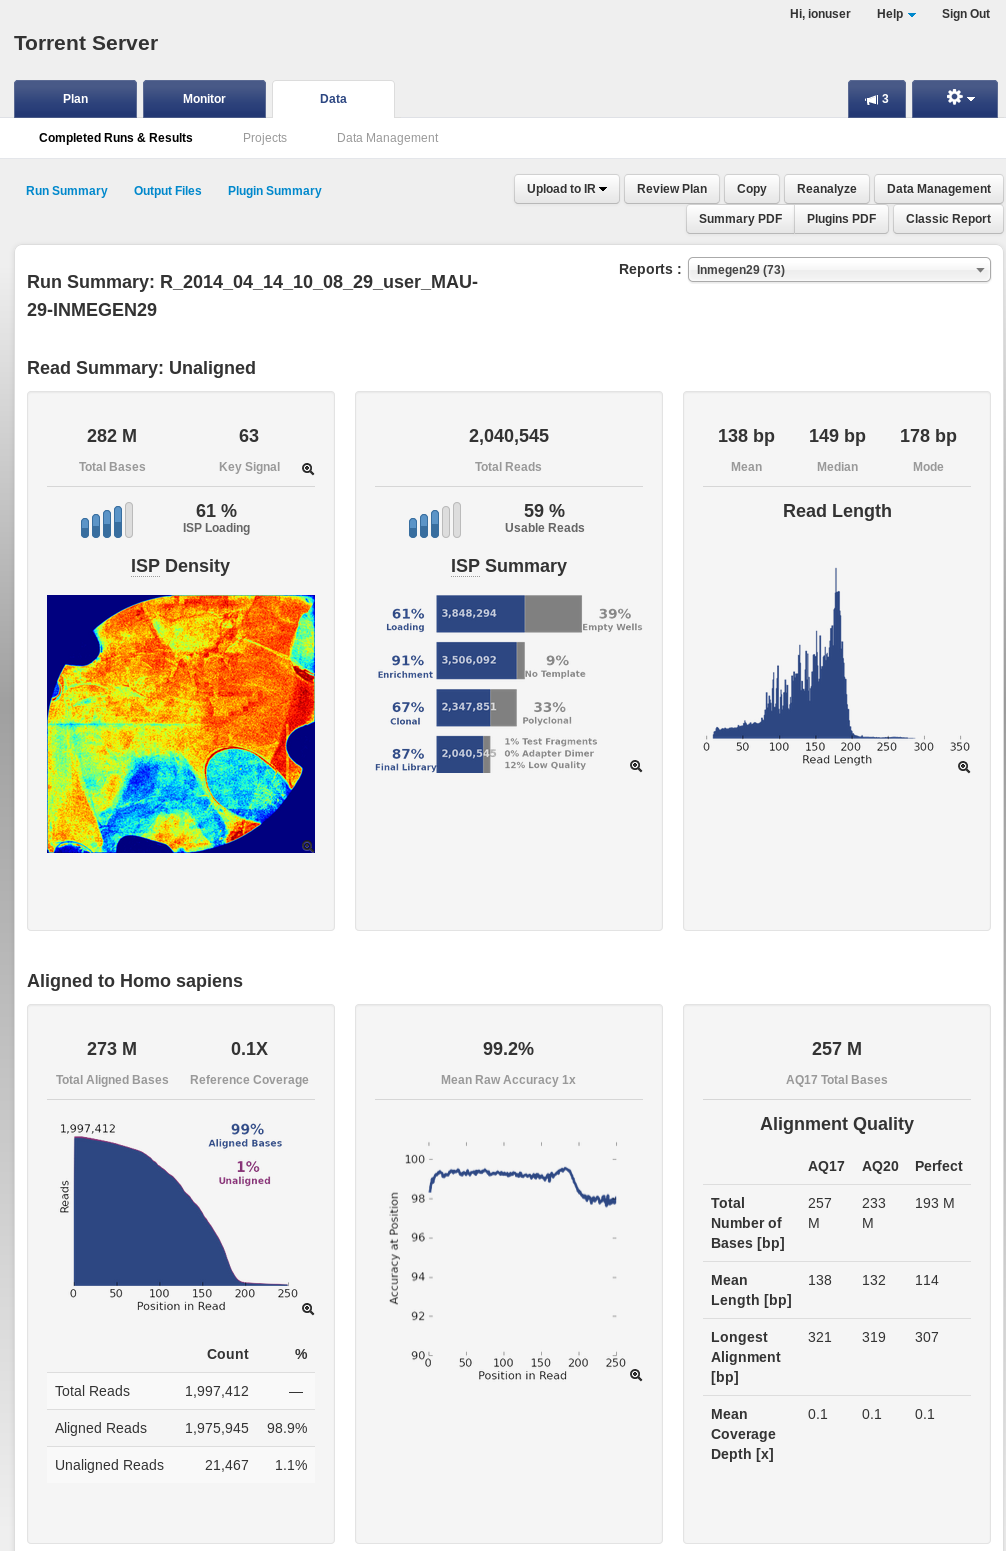 Hi, ionuser Help Sign Out
Torrent Server
Plan Monitor Data 3
Completed Runs & Results Projects Data Management
Run Summary Output Files Plugin Summary
Upload to IR Review Plan Copy Reanalyze Data Management
Summary PDF Plugins PDF Classic Report
Run Summary: R_2014_04_14_10_08_29_user_MAU-
29-INMEGEN29
Reports : Inmegen29 (73)
Read Summary: Unaligned
282 M 63
Total Bases Key Signal
61 %
ISP Loading
ISP Density
2,040,545
Total Reads
59 %
Usable Reads
ISP Summary
61% 3,848,294 39%
Loading Empty Wells
91% 3,506,092 9%
Enrichment No Template
67% 2,347,851 33%
Clonal Polyclonal
87% 2,040,545
Final Library
1% Test Fragments
0% Adapter Dimer
12% Low Quality
138 bp 149 bp 178 bp
Mean Median Mode
Read Length
0 50 100 150 200 250 300 350
Read Length
Aligned to Homo sapiens
273 M 0.1X
Total Aligned Bases Reference Coverage
1,997,412
99%
Aligned Bases
1%
Unaligned
Reads
0 50 100 150 200 250
Position in Read
Count %
Total Reads 1,997,412 —
Aligned Reads 1,975,945 98.9%
Unaligned Reads 21,467 1.1%
99.2%
Mean Raw Accuracy 1x
Accuracy at Position
100
98
96
94
92
90
0 50 100 150 200 250
Position in Read
257 M
AQ17 Total Bases
Alignment Quality
AQ17 AQ20 Perfect
Total 257 233 193 M
Number of M M
Bases [bp]
Mean 138 132 114
Length [bp]
Longest 321 319 307
Alignment
[bp]
Mean 0.1 0.1 0.1
Coverage
Depth [x]